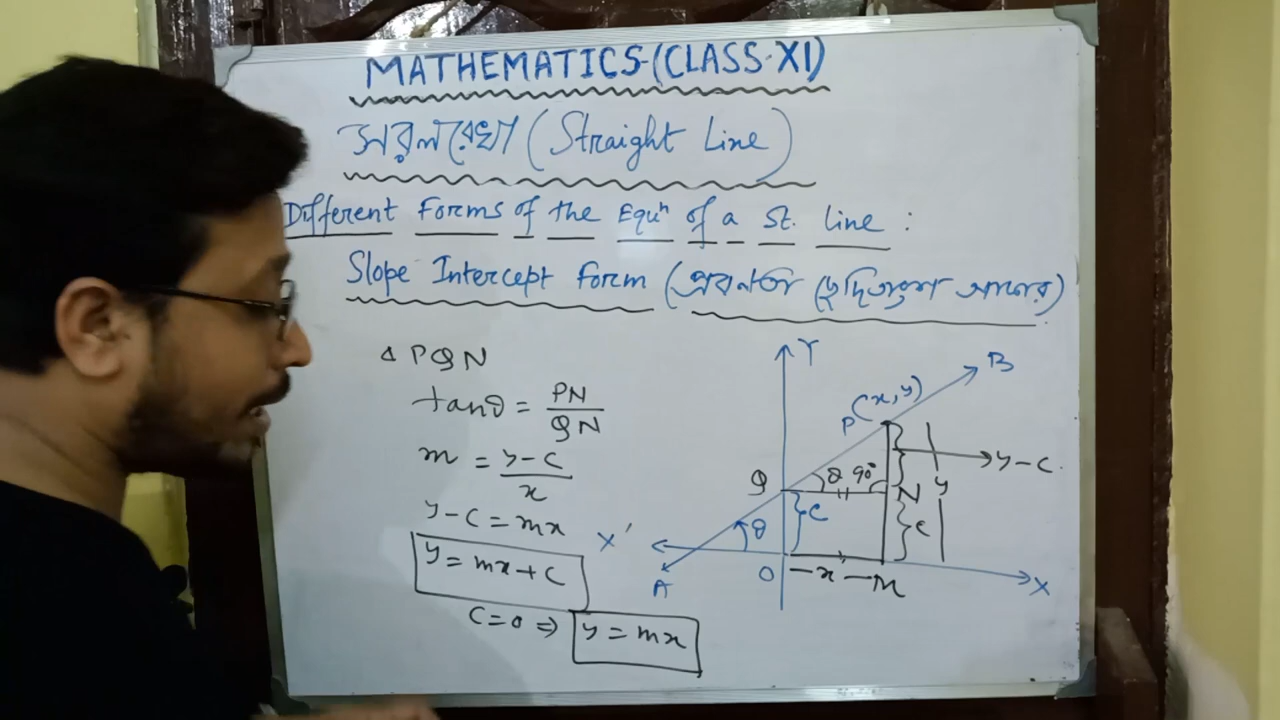 MATHEMATICS-(CLASS-XI)
সরলরেখা (Straight Line)
Different Forms of the Equⁿ of a St. line :
Slope Intercept form (প্রবণতা
Δ PQN
tanθ = PN/QN
m = y-c/x
y-c = mx
y = mx+c
c=0 ⇒ y = mx
Y
B
P(x,y)
y-c
Q
θ 90°
N
y
c
c
X'
θ
A
O
-x-
M
X